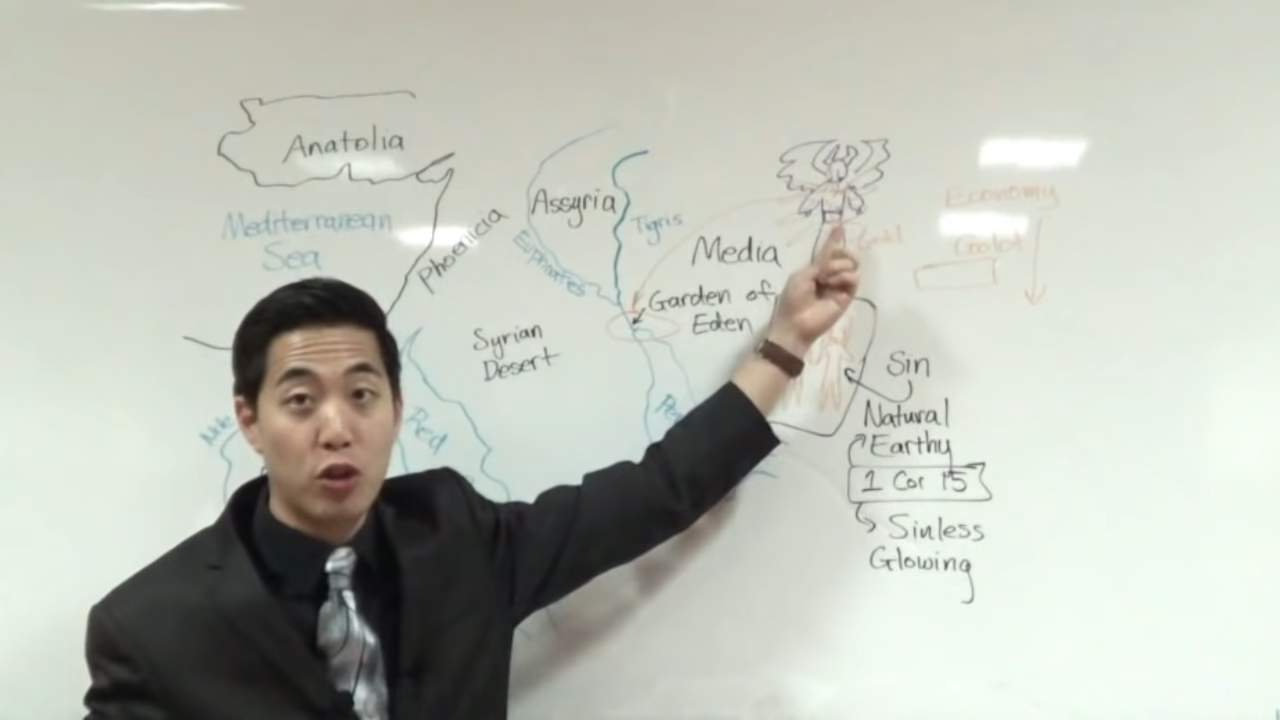 Anatolia
Mediterranean
Sea
Phoenicia
Assyria
Euphrates
Tigris
Syrian
Desert
Media
Garden of
Eden
Nile
Red
Gold
Economy
Sin
Natural
Earthy
1 Cor 15
Sinless
Glowing